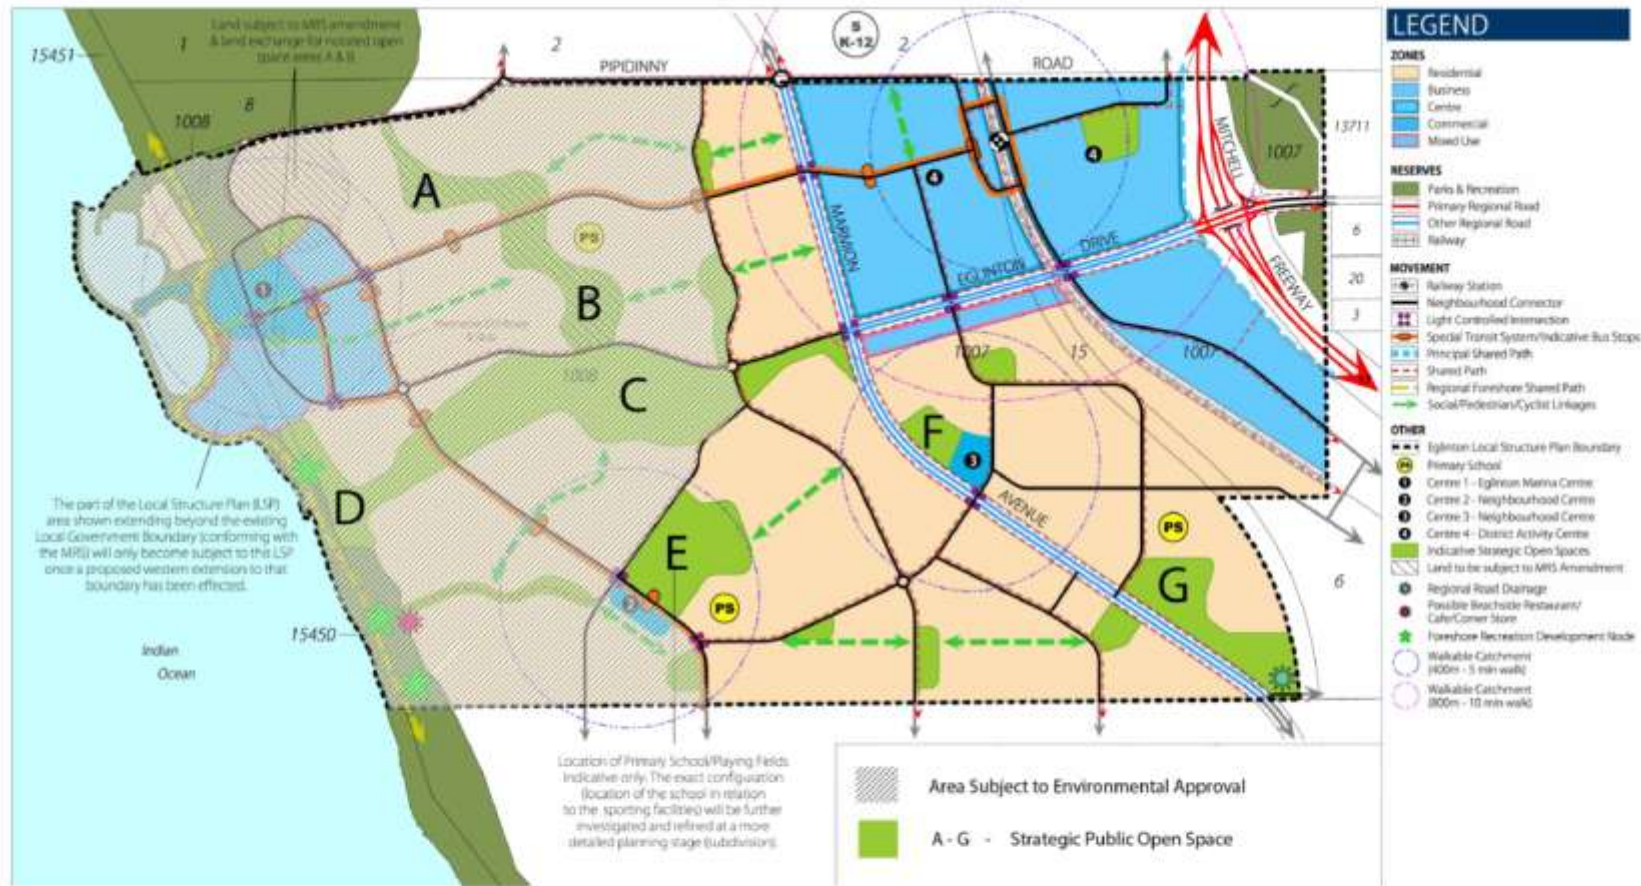 Land subject to MRS amendment
& land exchange for notated open
space areas A & B
15451
1
2
S
K-12
2
PIPIDINNY
ROAD
8
1008
13711
MITCHELL
1007
A
4
4
PS
MARMION
6
DRIVE
EGLINTON
FREEWAY
20
1
B
3
1007
15
1007
1008
C
F
3
D
AVENUE
PS
The part of the Local Structure Plan (LSP)
area shown extending beyond the existing
Local Government Boundary (conforming with
the MRS) will only become subject to this LSP
once a proposed western extension to that
boundary has been effected.
E
G
6
2
PS
15450
Indian
Ocean
Location of Primary School/Playing Fields
Indicative only. The exact configuration
(location of the school in relation
to the sporting facilities) will be further
investigated and refined at a more
detailed planning stage (subdivision).
Area Subject to Environmental Approval
A - G - Strategic Public Open Space
LEGEND
ZONES
Residential
Business
Centre
Commercial
Mixed Use
RESERVES
Parks & Recreation
Primary Regional Road
Other Regional Road
Railway
MOVEMENT
Railway Station
Neighbourhood Connector
Light Controlled Intersection
Special Transit System/Indicative Bus Stops
Principal Shared Path
Shared Path
Regional Foreshore Shared Path
Social/Pedestrian/Cyclist Linkages
OTHER
Eglinton Local Structure Plan Boundary
PS Primary School
1 Centre 1 - Eglinton Marina Centre
2 Centre 2 - Neighbourhood Centre
3 Centre 3 - Neighbourhood Centre
4 Centre 4 - District Activity Centre
Indicative Strategic Open Spaces
Land to be subject to MRS Amendment
Regional Road Drainage
Possible Beachside Restaurant/
Cafe/Corner Store
Foreshore Recreation Development Node
Walkable Catchment
(400m - 5 min walk)
Walkable Catchment
(800m - 10 min walk)